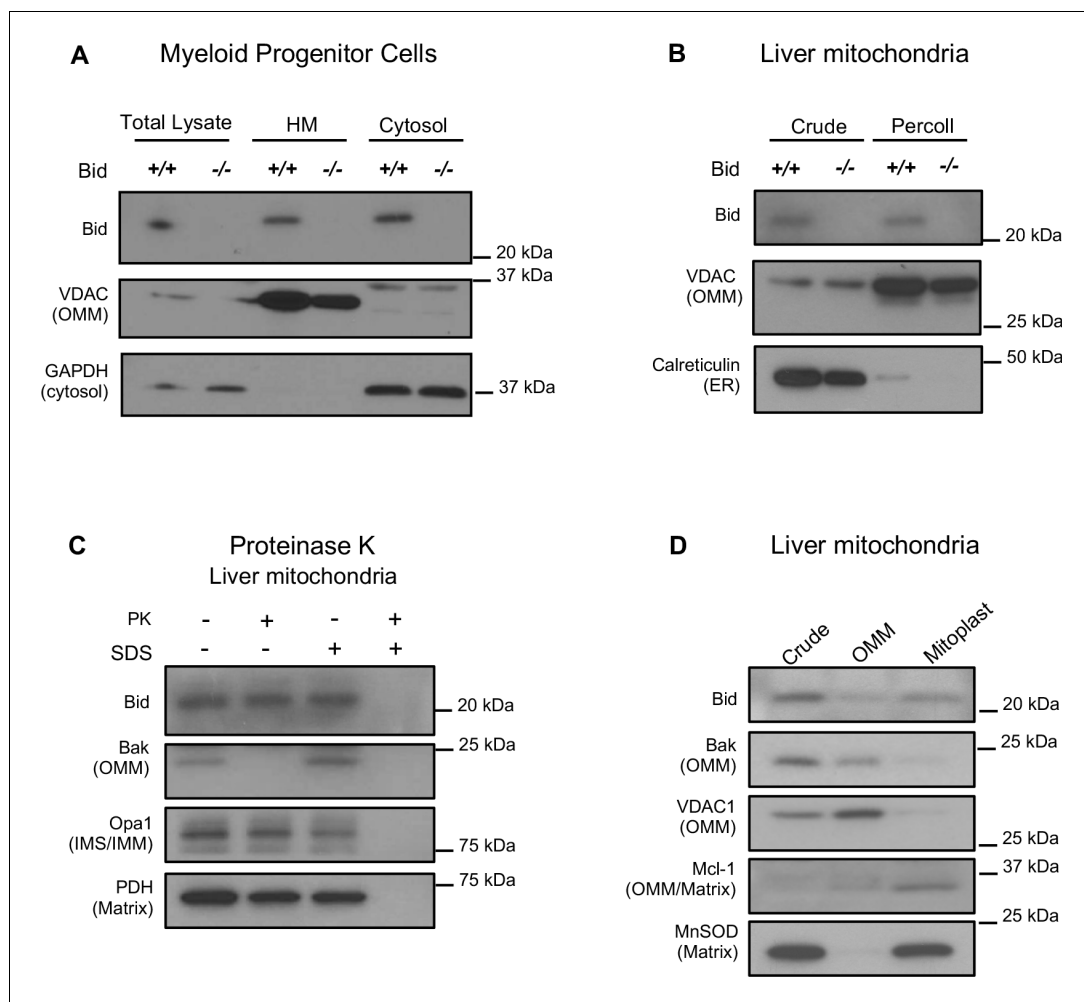 A Myeloid Progenitor Cells
Total Lysate HM Cytosol
Bid +/+ -/- +/+ -/- +/+ -/-
Bid
20 kDa
37 kDa
VDAC
(OMM)
GAPDH
(cytosol)
37 kDa
B Liver mitochondria
Crude Percoll
Bid +/+ -/- +/+ -/-
Bid
20 kDa
VDAC
(OMM)
25 kDa
50 kDa
Calreticulin
(ER)
C Proteinase K
Liver mitochondria
PK - + - +
SDS - - + +
Bid
20 kDa
25 kDa
Bak
(OMM)
Opa1
(IMS/IMM)
75 kDa
75 kDa
PDH
(Matrix)
D Liver mitochondria
Crude OMM Mitoplast
Bid
20 kDa
25 kDa
Bak
(OMM)
VDAC1
(OMM)
25 kDa
37 kDa
Mcl-1
(OMM/Matrix)
25 kDa
MnSOD
(Matrix)